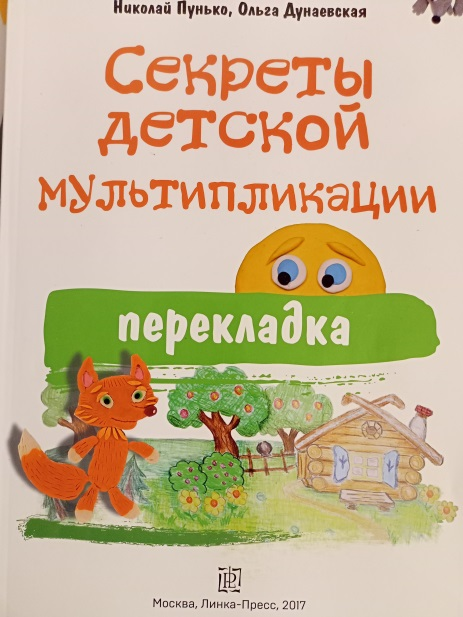 Николай Пунько, Ольга Дунаевская
Секреты
детской
мультипликации
перекладка
Москва, Линка-Пресс, 2017